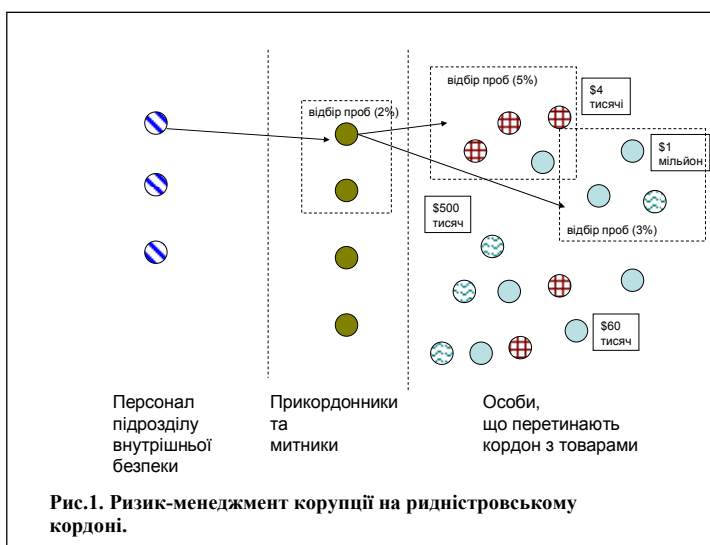 відбір проб (5%)
$4
тисячі
відбір проб (2%)
$1
мільйон
$500
тисяч
відбір проб (3%)
$60
тисяч
Персонал
підрозділу
внутрішньої
безпеки
Прикордонники
та
митники
Особи,
що перетинають
кордон з товарами
Рис.1. Ризик-менеджмент корупції на ридністровському
кордоні.